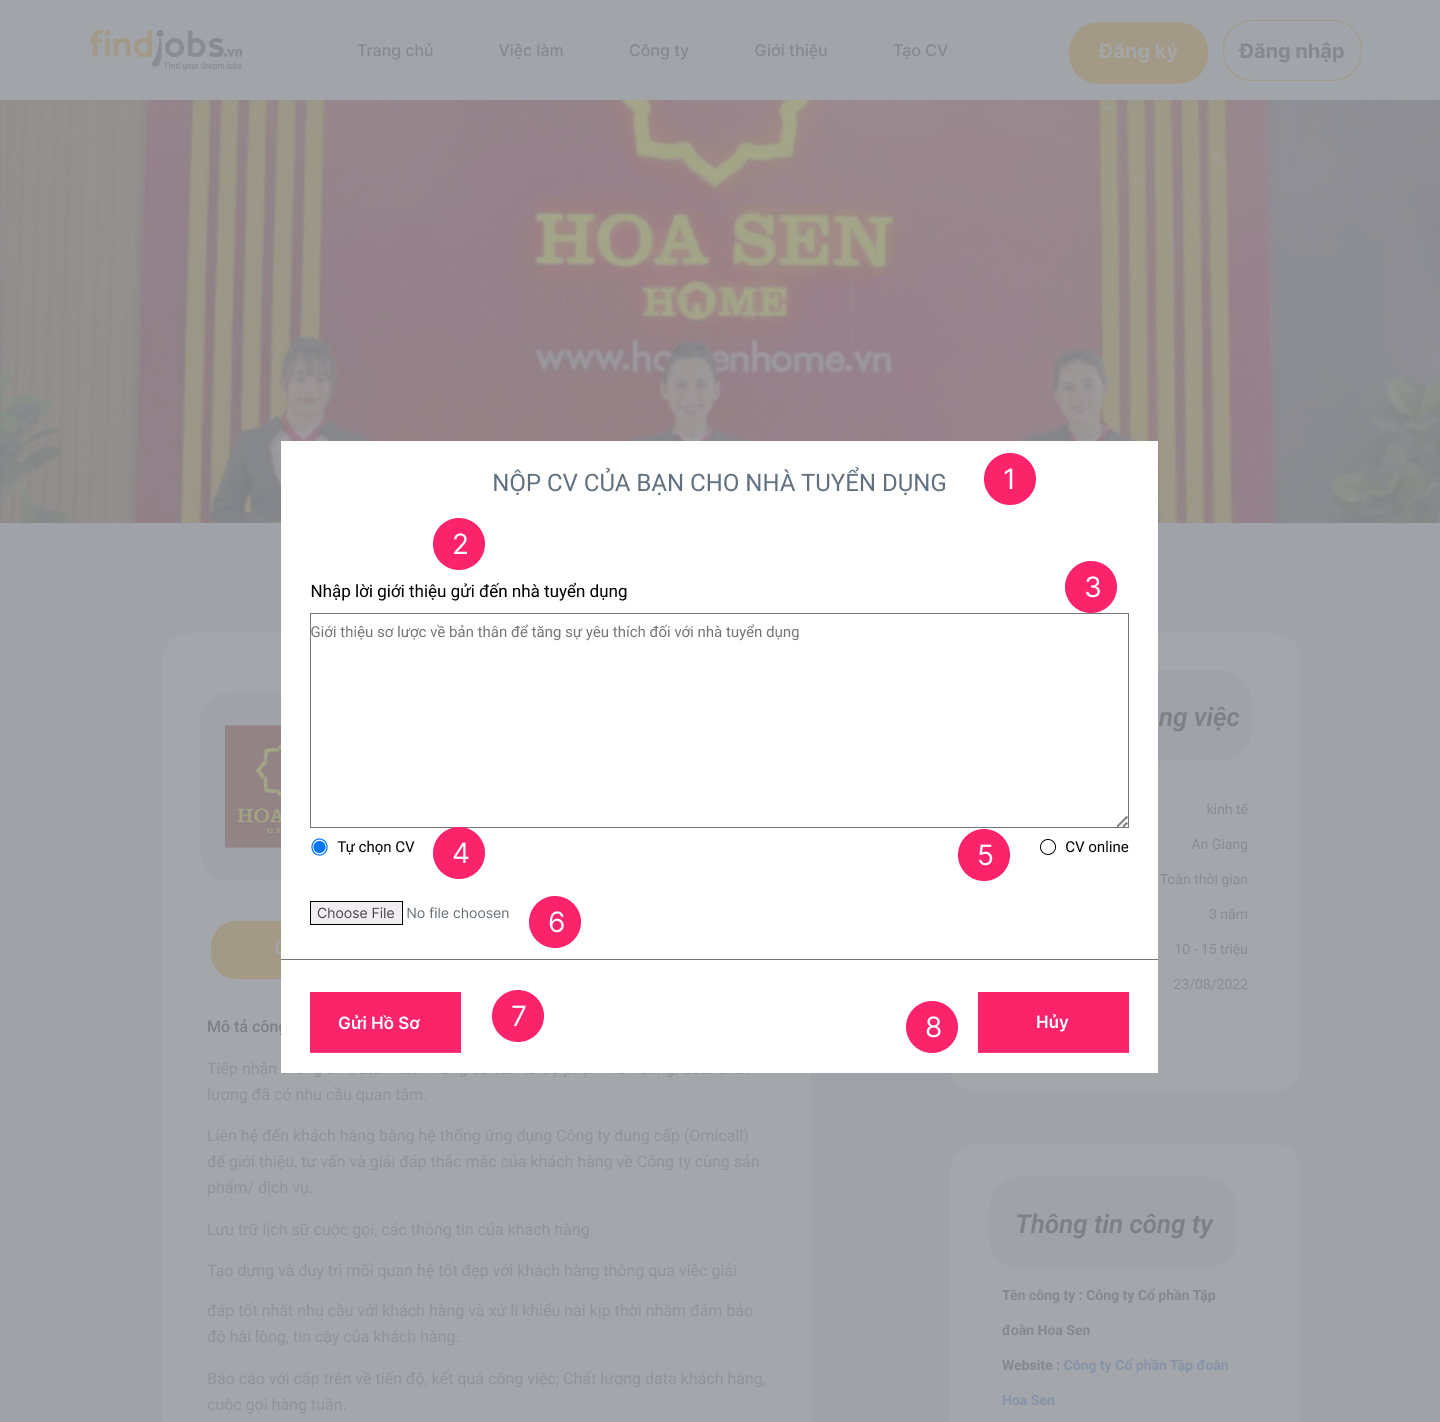 findjobs.vn
Find your dream jobs
Trang chủ
Việc làm
Công ty
Giới thiệu
Tạo CV
Đăng ký
Đăng nhập
HOA SEN
HOME
NỘP CV CỦA BẠN CHO NHÀ TUYỂN DỤNG
1
2
Nhập lời giới thiệu gửi đến nhà tuyển dụng
3
Giới thiệu sơ lược về bản thân để tăng sự yêu thích đối với nhà tuyển dụng
Tự chọn CV
4
5
CV online
Choose File No file choosen
6
Gửi Hồ Sơ
7
8
Hủy
việc
kinh tế
An Giang
Toàn thời gian
3 năm
10 - 15 triệu
23/08/2022
Mô tả công
Tiếp nhận
lượng đã có nhu cầu quan tâm.
Liên hệ đến khách hàng bằng hệ thống ứng dụng Công ty dung cấp (Omicall)
để giới thiệu, tư vấn và giải đáp thắc mắc của khách hàng về Công ty cùng sản
phẩm/ dịch vụ.
Lưu trữ lịch sữ cuộc gọi, các thông tin của khách hàng.
Tạo dựng và duy trì mối quan hệ tốt đẹp với khách hàng thông qua việc giải
đáp tốt nhất nhu cầu với khách hàng và xử lí khiếu nại kịp thời nhằm đảm bảo
độ hài lòng, tin cậy của khách hàng.
Báo cáo với cấp trên về tiến độ, kết quả công việc; Chất lượng data khách hàng,
cuộc gọi hàng tuần.
Thông tin công ty
Tên công ty : Công ty Cổ phần Tập
đoàn Hoa Sen
Website : Công ty Cổ phần Tập đoàn
Hoa Sen